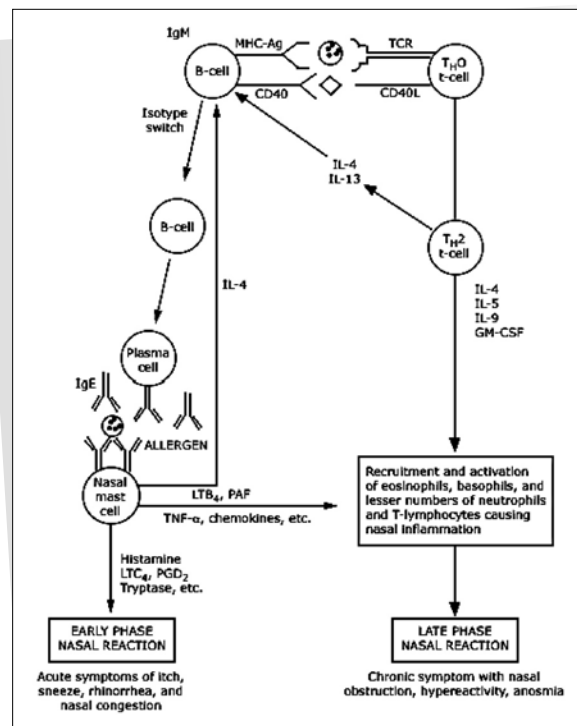 IgM
MHC-Ag
TCR
B-cell
T_H0
t-cell
CD40
CD40L
Isotype
switch
IL-4
IL-13
B-cell
T_H2
t-cell
IL-4
IL-4
IL-5
IL-9
GM-CSF
Plasma
cell
IgE
ALLERGEN
Nasal
mast
cell
LTB₄, PAF
TNF-α, chemokines, etc.
Recruitment and activation
of eosinophils, basophils, and
lesser numbers of neutrophils
and T-lymphocytes causing
nasal inflammation
Histamine
LTC₄, PGD₂
Tryptase, etc.
EARLY PHASE
NASAL REACTION
LATE PHASE
NASAL REACTION
Acute symptoms of itch,
sneeze, rhinorrhea, and
nasal congestion
Chronic symptom with nasal
obstruction, hypereactivity, anosmia